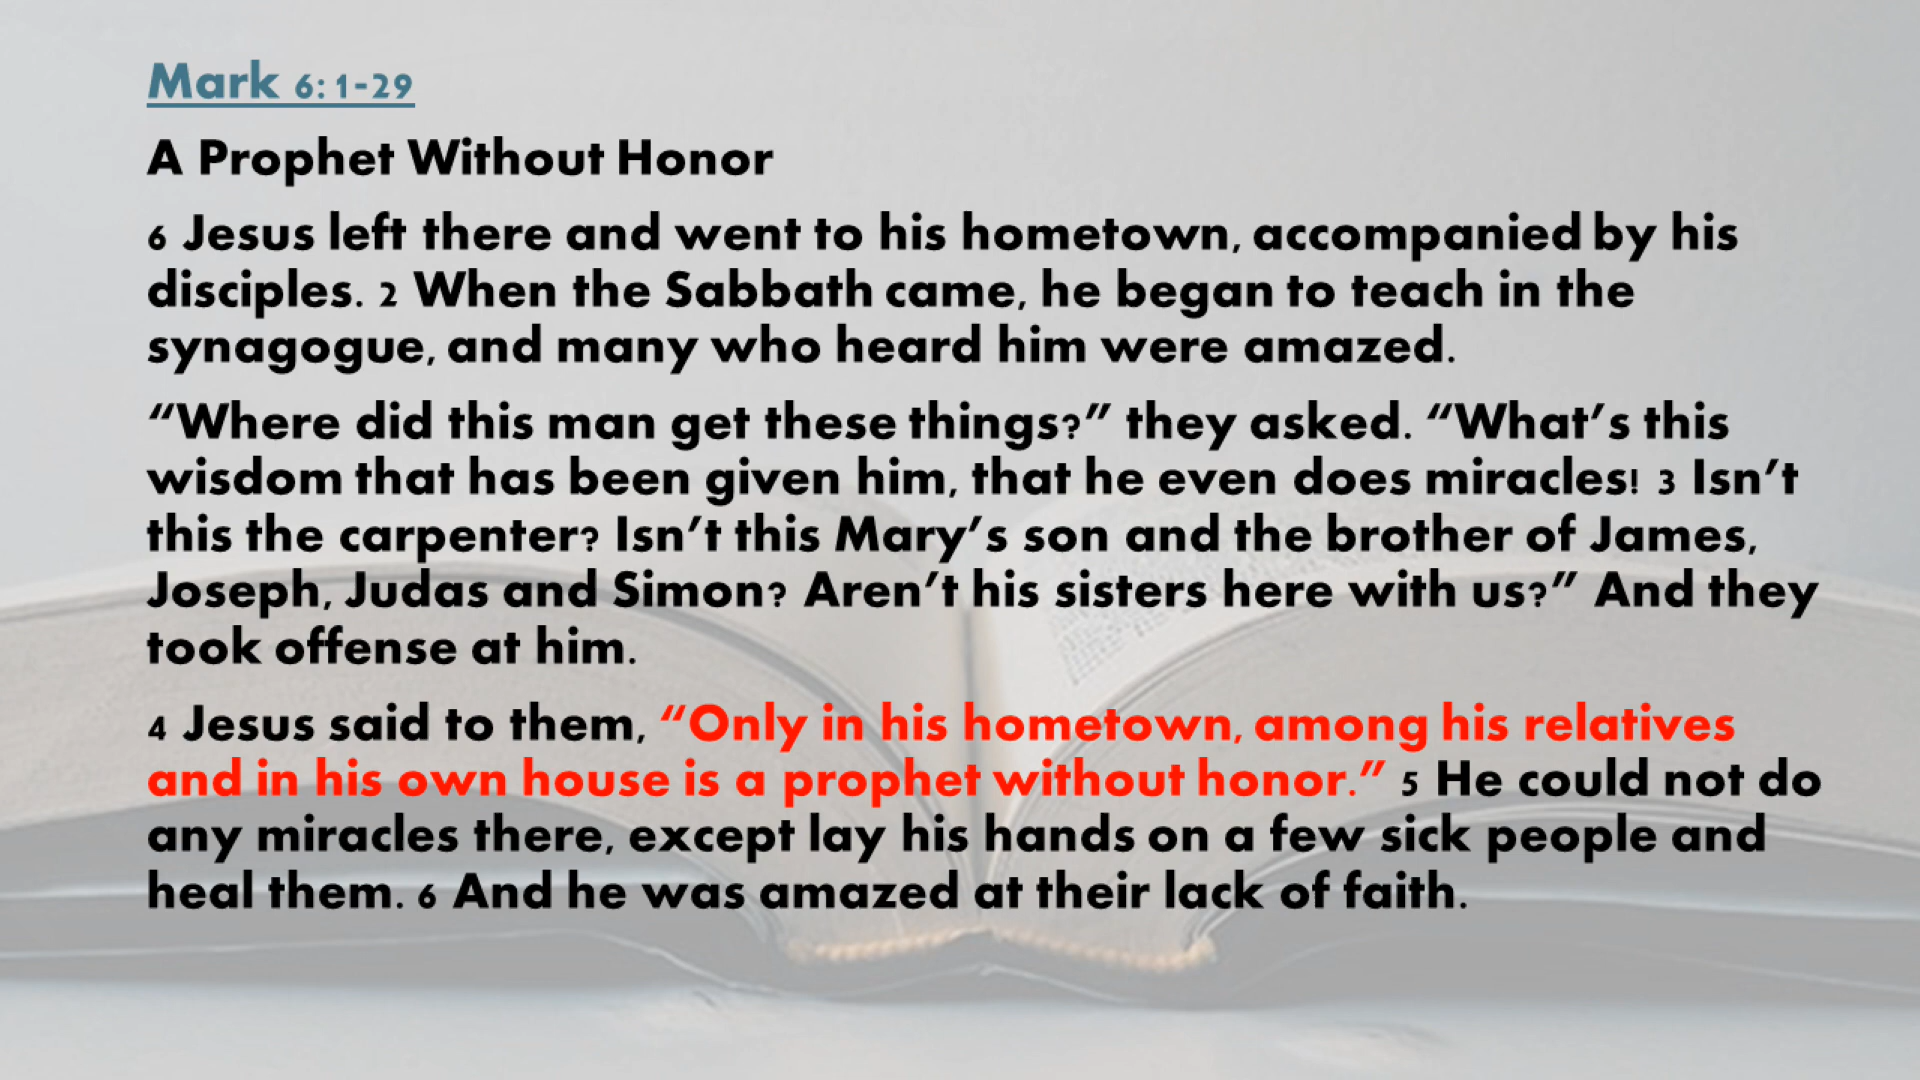 Mark 6:1-29
A Prophet Without Honor
6 Jesus left there and went to his hometown, accompanied by his
disciples. 2 When the Sabbath came, he began to teach in the
synagogue, and many who heard him were amazed.
“Where did this man get these things?” they asked. “What’s this
wisdom that has been given him, that he even does miracles! 3 Isn’t
this the carpenter? Isn’t this Mary’s son and the brother of James,
Joseph, Judas and Simon? Aren’t his sisters here with us?” And they
took offense at him.
4 Jesus said to them, “Only in his hometown, among his relatives
and in his own house is a prophet without honor.” 5 He could not do
any miracles there, except lay his hands on a few sick people and
heal them. 6 And he was amazed at their lack of faith.